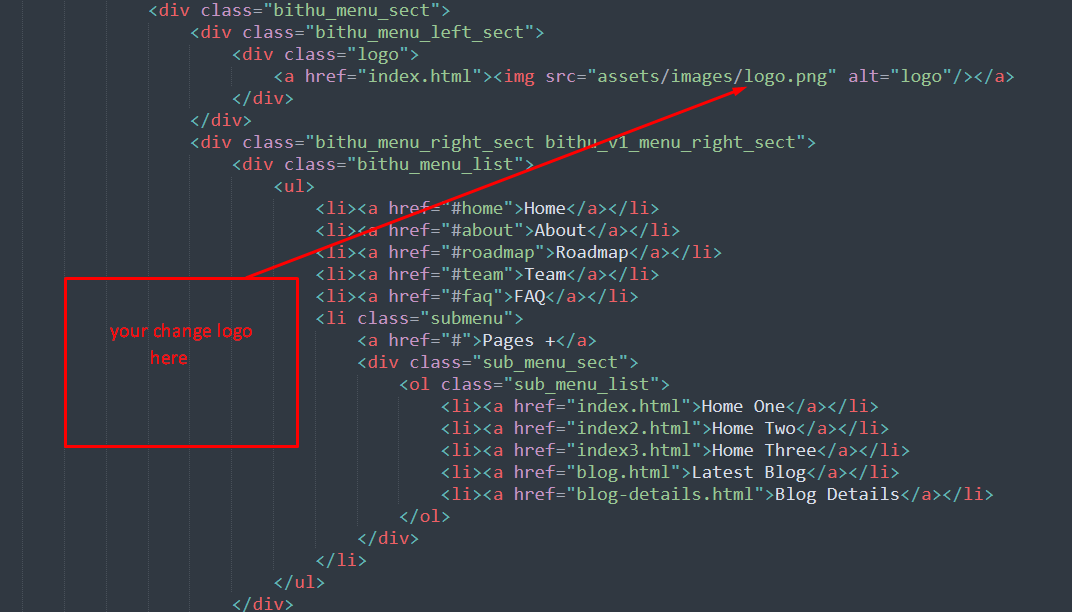 <div class="bithu_menu_sect">
<div class="bithu_menu_left_sect">
<div class="logo">
<a href="index.html"><img src="assets/images/logo.png" alt="logo"/></a>
</div>
</div>
<div class="bithu_menu_right_sect bithu_v1_menu_right_sect">
<div class="bithu_menu_list">
<ul>
<li><a href="#home">Home</a></li>
<li><a href="#about">About</a></li>
<li><a href="#roadmap">Roadmap</a></li>
<li><a href="#team">Team</a></li>
<li><a href="#faq">FAQ</a></li>
<li class="submenu">
<a href="#">Pages +</a>
<div class="sub_menu_sect">
<ol class="sub_menu_list">
<li><a href="index.html">Home One</a></li>
<li><a href="index2.html">Home Two</a></li>
<li><a href="index3.html">Home Three</a></li>
<li><a href="blog.html">Latest Blog</a></li>
<li><a href="blog-details.html">Blog Details</a></li>
</ol>
</div>
</li>
</ul>
</div>
your change logo
here